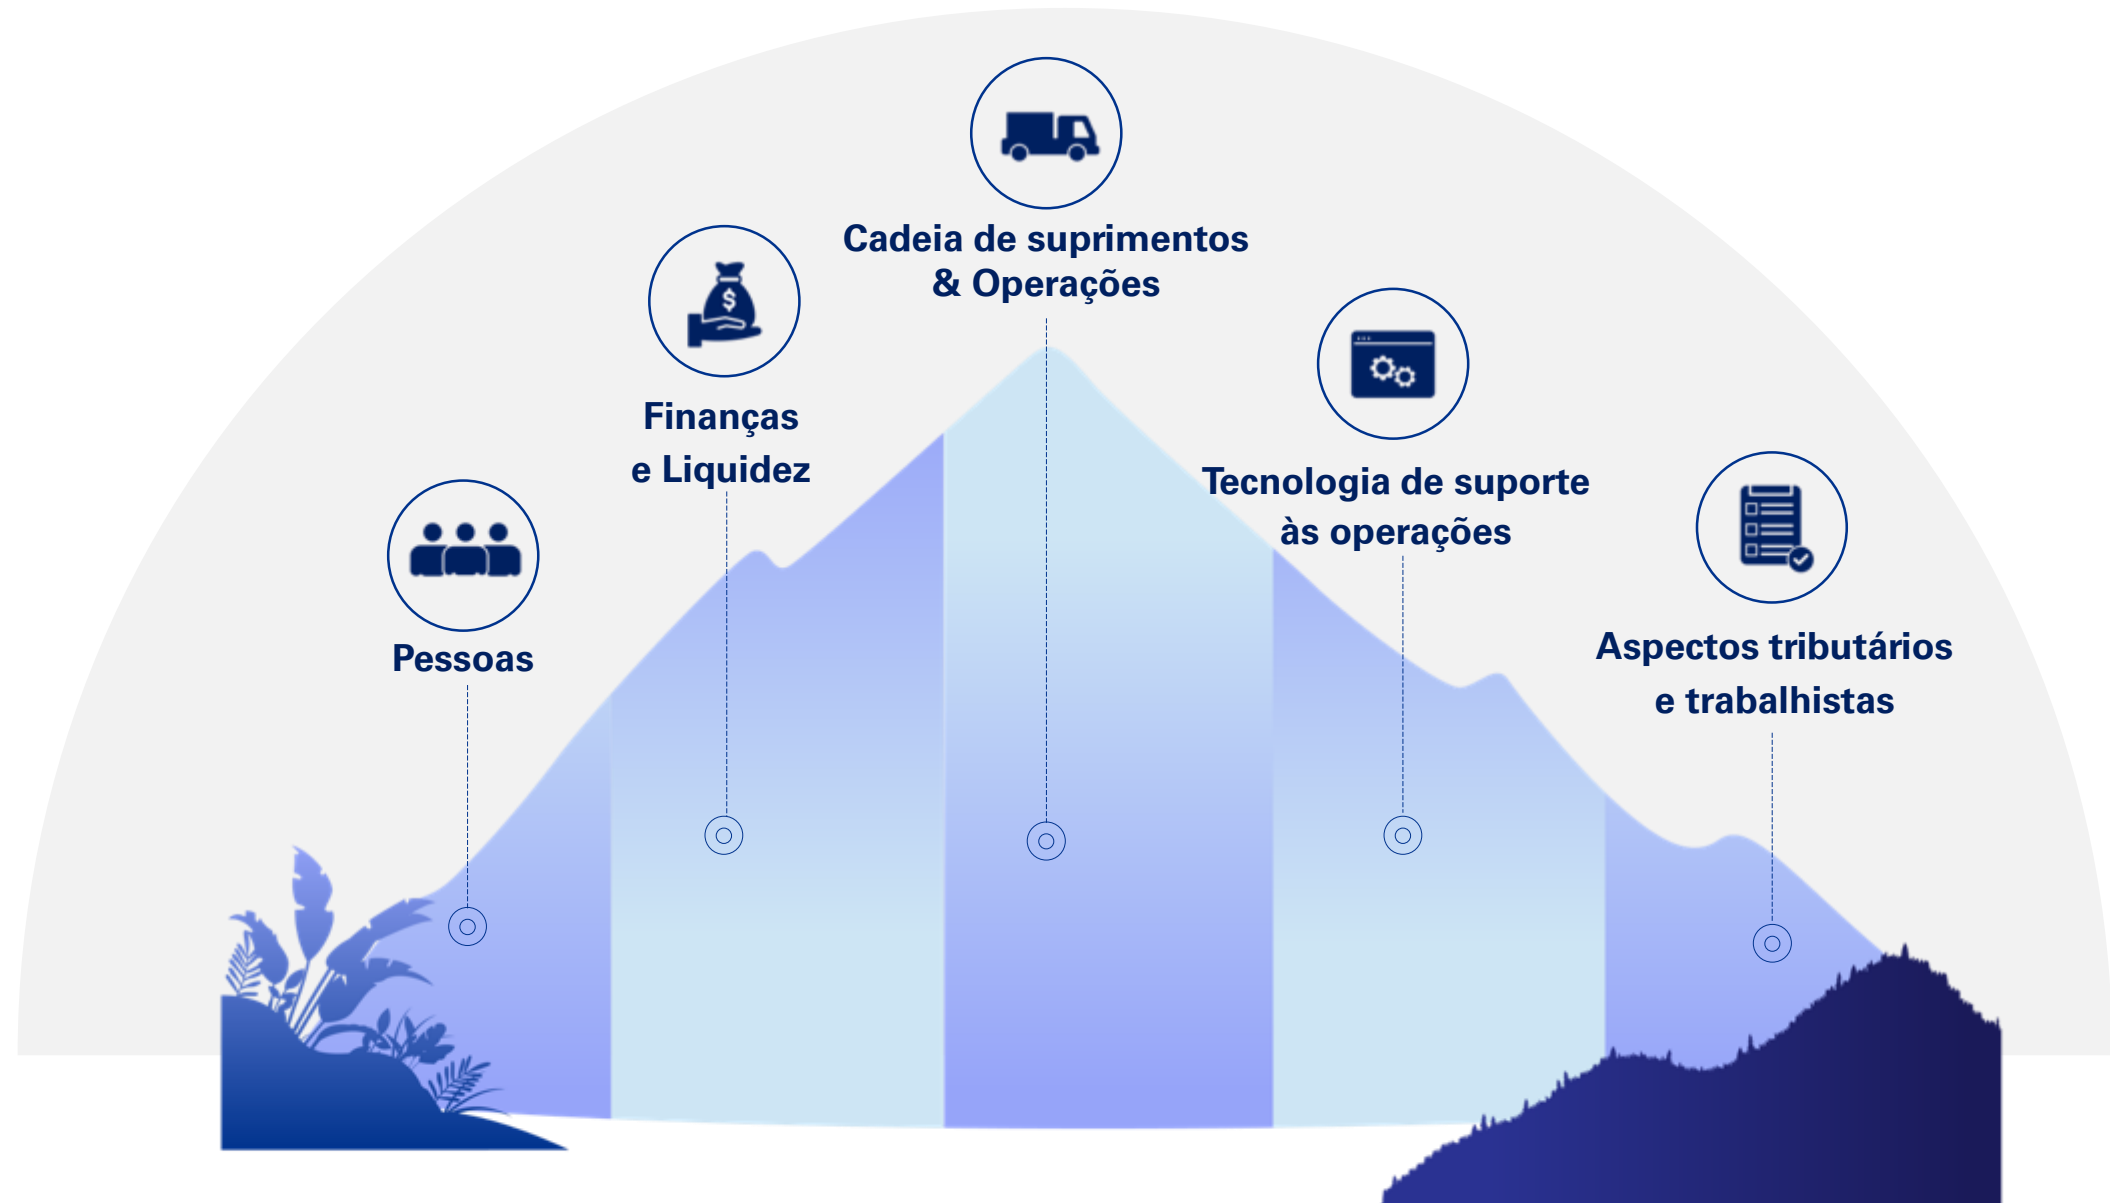 Cadeia de suprimentos
& Operações
Finanças
e Liquidez
Tecnologia de suporte
às operações
Pessoas
Aspectos tributários
e trabalhistas
$